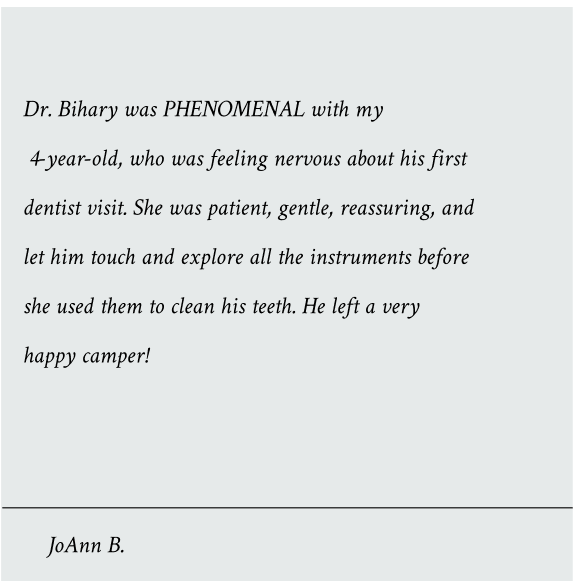 Dr. Bihary was PHENOMENAL with my
4-year-old, who was feeling nervous about his first
dentist visit. She was patient, gentle, reassuring, and
let him touch and explore all the instruments before
she used them to clean his teeth. He left a very
happy camper!
JoAnn B.